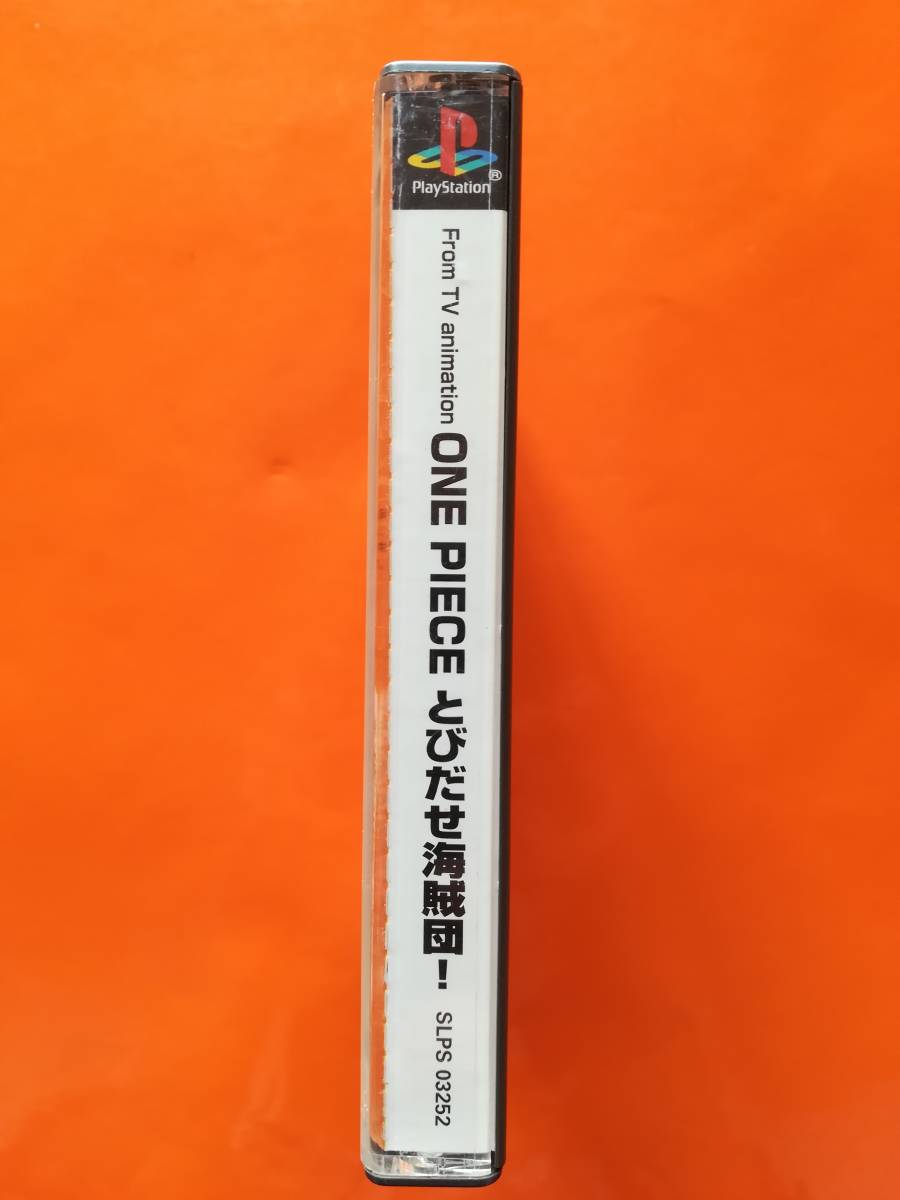 PlayStation®
From TV animation ONE PIECE とびだせ海賊団! SLPS 03252